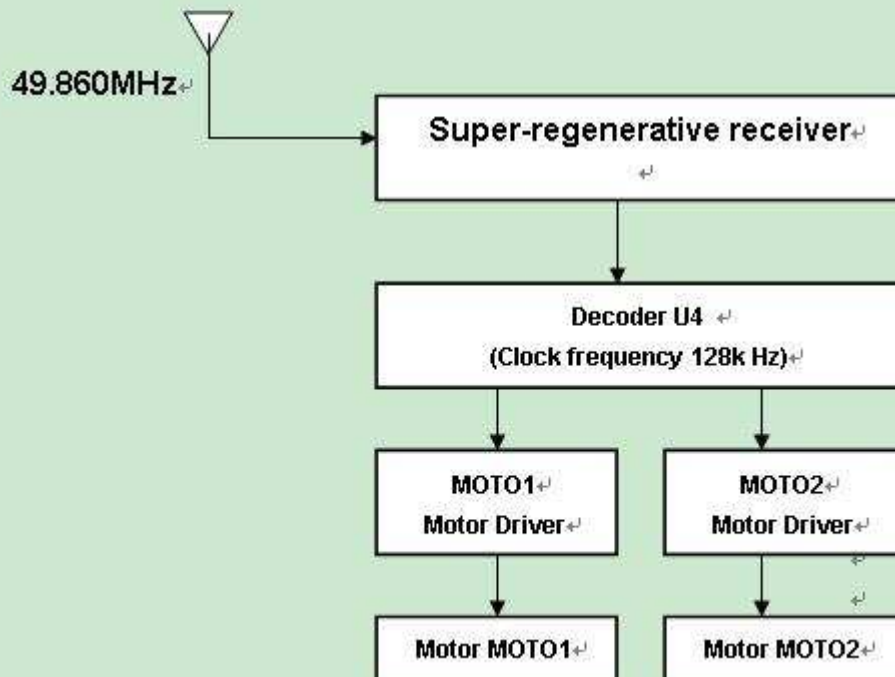 49.860MHz
Super-regenerative receiver
Decoder U4
(Clock frequency 128k Hz)
MOTO1
Motor Driver
MOTO2
Motor Driver
Motor MOTO1
Motor MOTO2